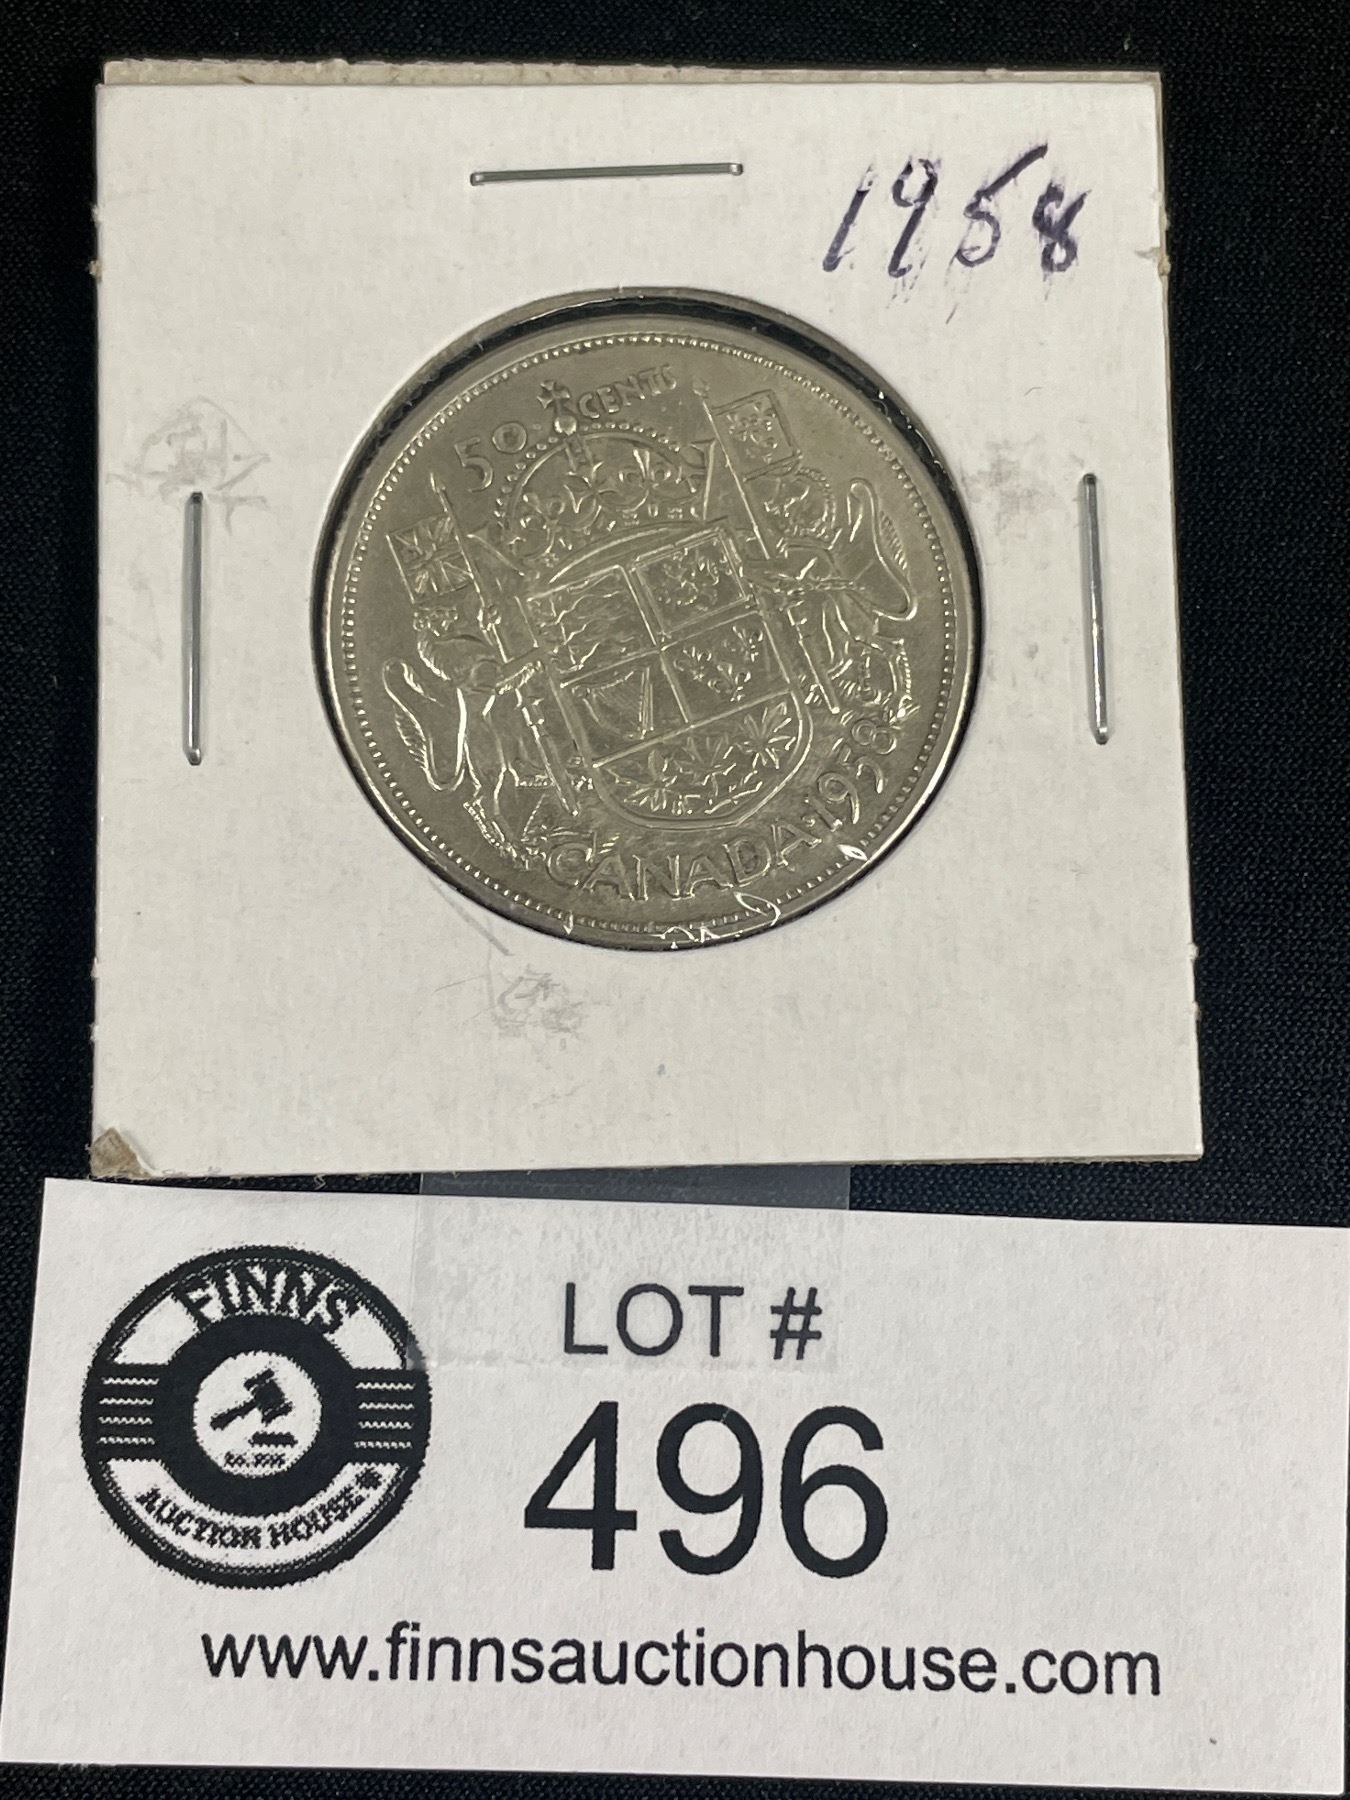 1958
50 CENTS
CANADA·1958
FINNS
AUCTION HOUSE
LOT #
496
www.finnsauctionhouse.com